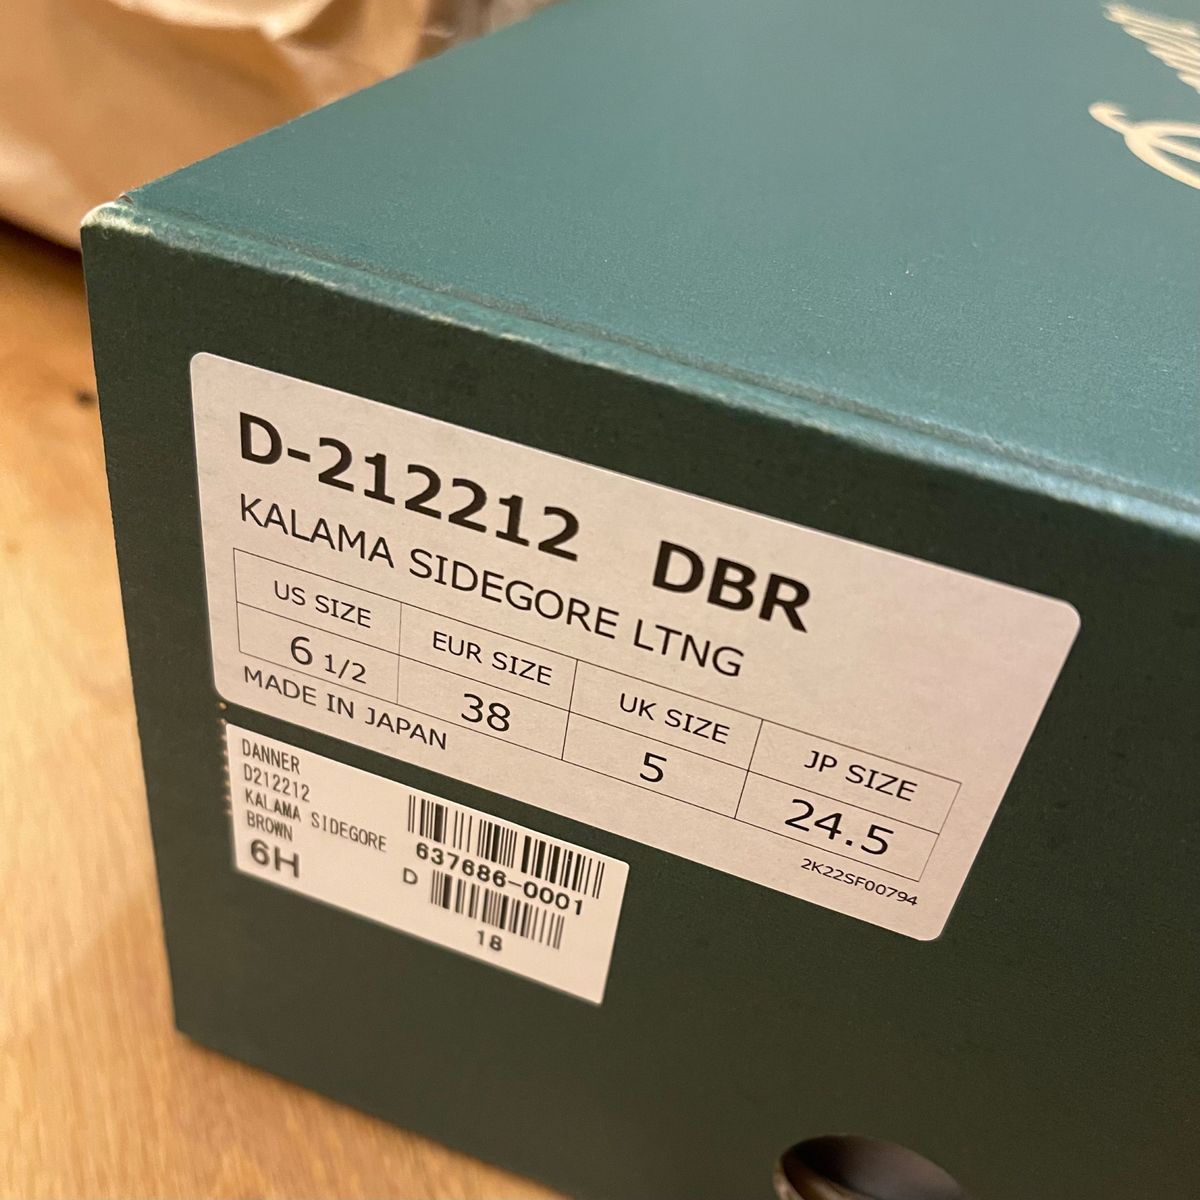 D-212212 DBR
KALAMA SIDEGORE LTNG
US SIZE EUR SIZE UK SIZE JP SIZE
6 1/2 38 5 24.5
MADE IN JAPAN
2K22SF00794
DANNER
D212212
KALAMA SIDEGORE
BROWN
6H
637686-0001
D
18